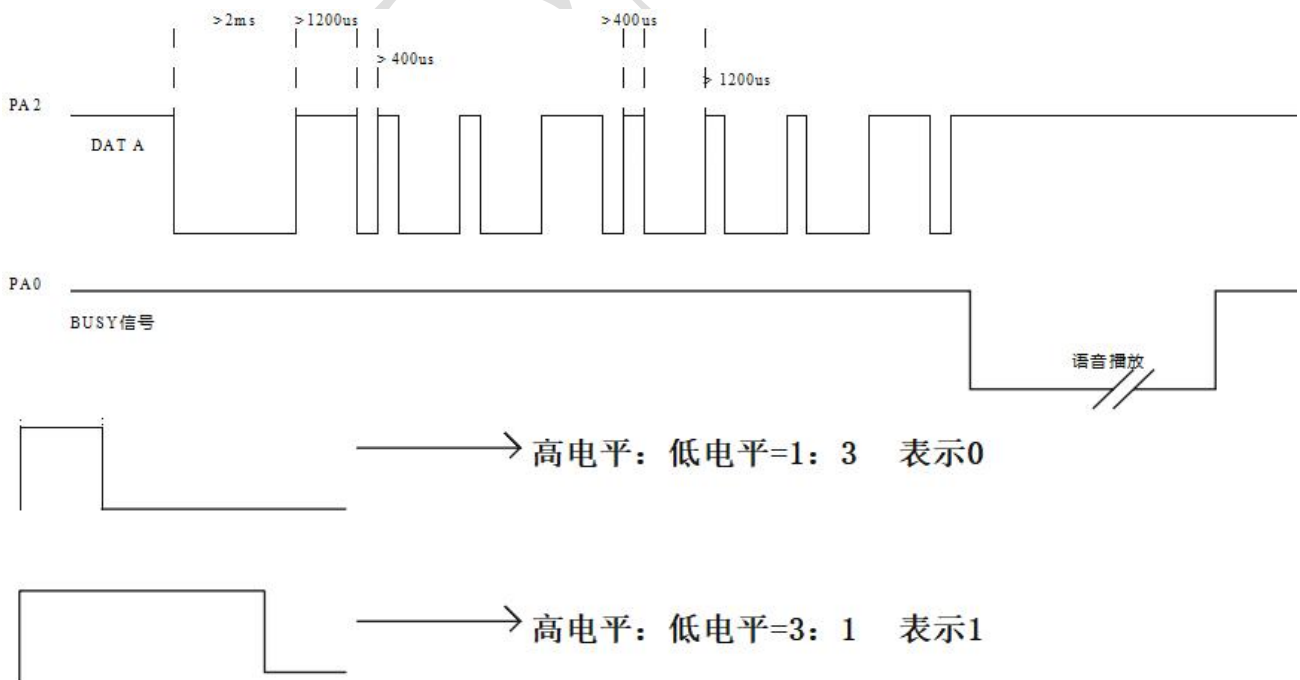 >2ms >1200us >400us
> 400us
> 1200us
PA2
DATA
PA0
BUSY信号
语音播放
高电平：低电平=1：3 表示0
高电平：低电平=3：1 表示1